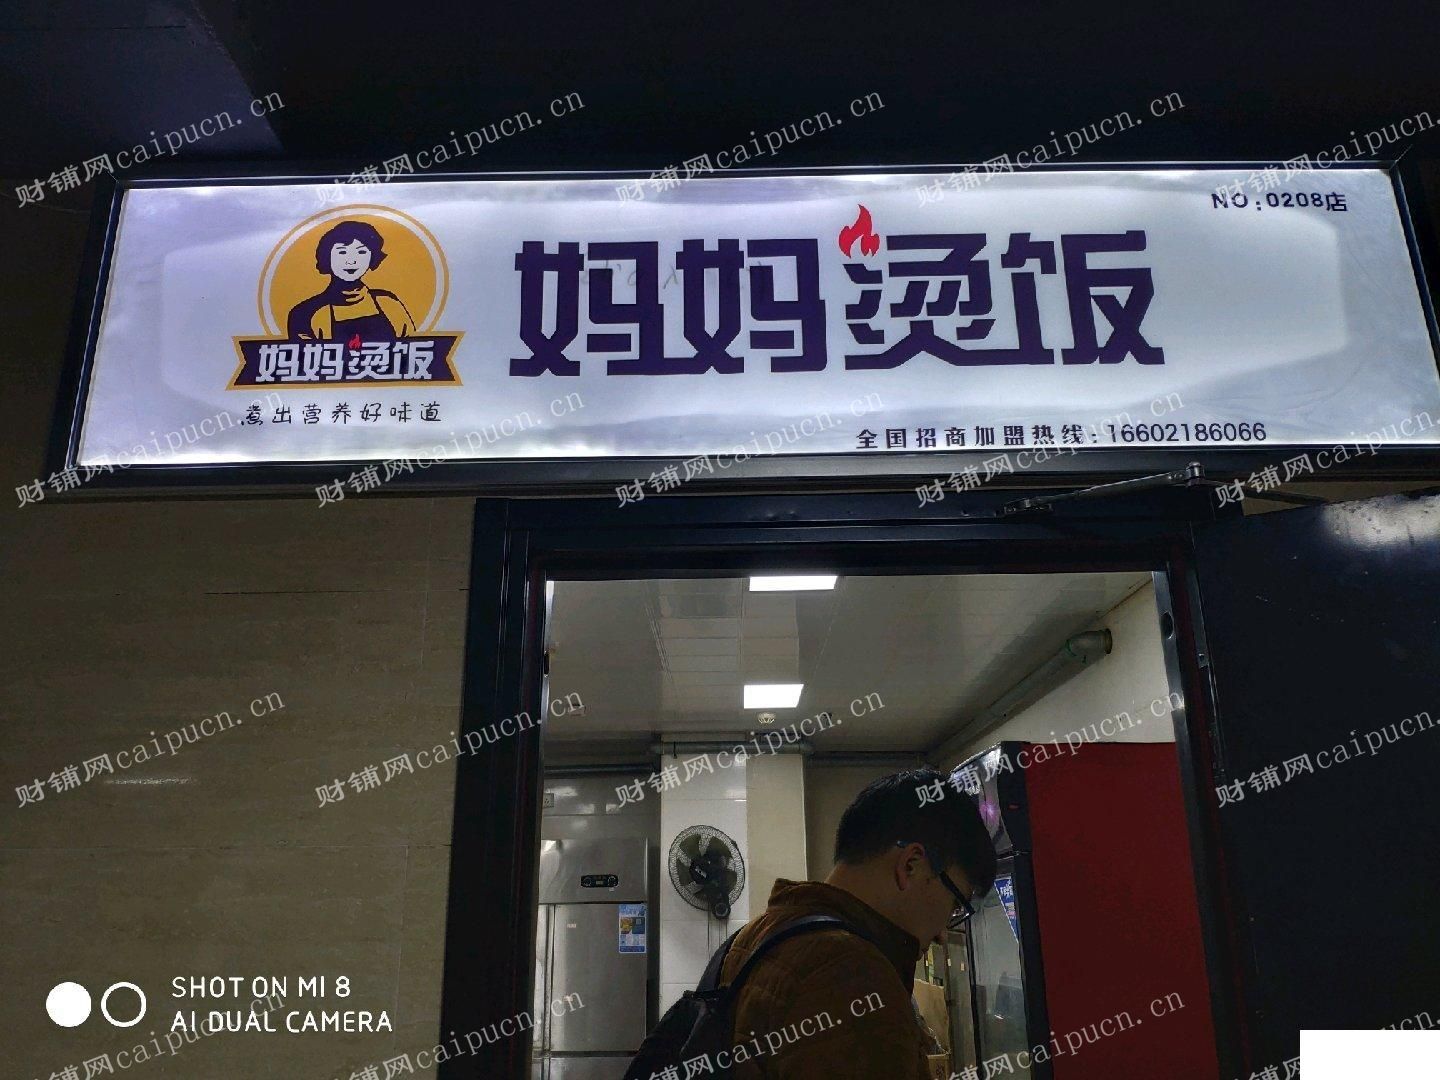 NO:0208店
妈妈烫饭
妈妈烫饭
煮出营养好味道
全国招商加盟热线:16602186066
财铺网caipucn.cn
SHOT ON MI 8
AI DUAL CAMERA